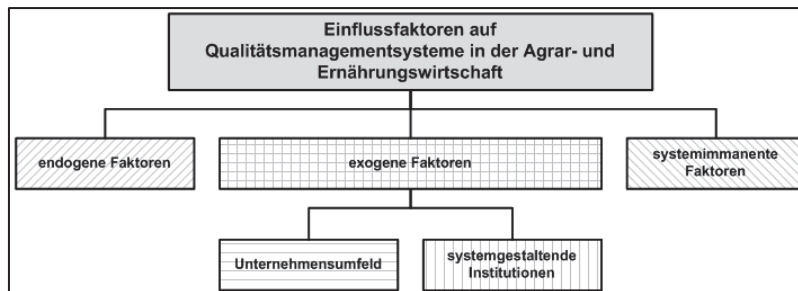 Einflussfaktoren auf
Qualitätsmanagementsysteme in der Agrar- und
Ernährungswirtschaft
endogene Faktoren
exogene Faktoren
systemimmanente
Faktoren
Unternehmensumfeld
systemgestaltende
Institutionen